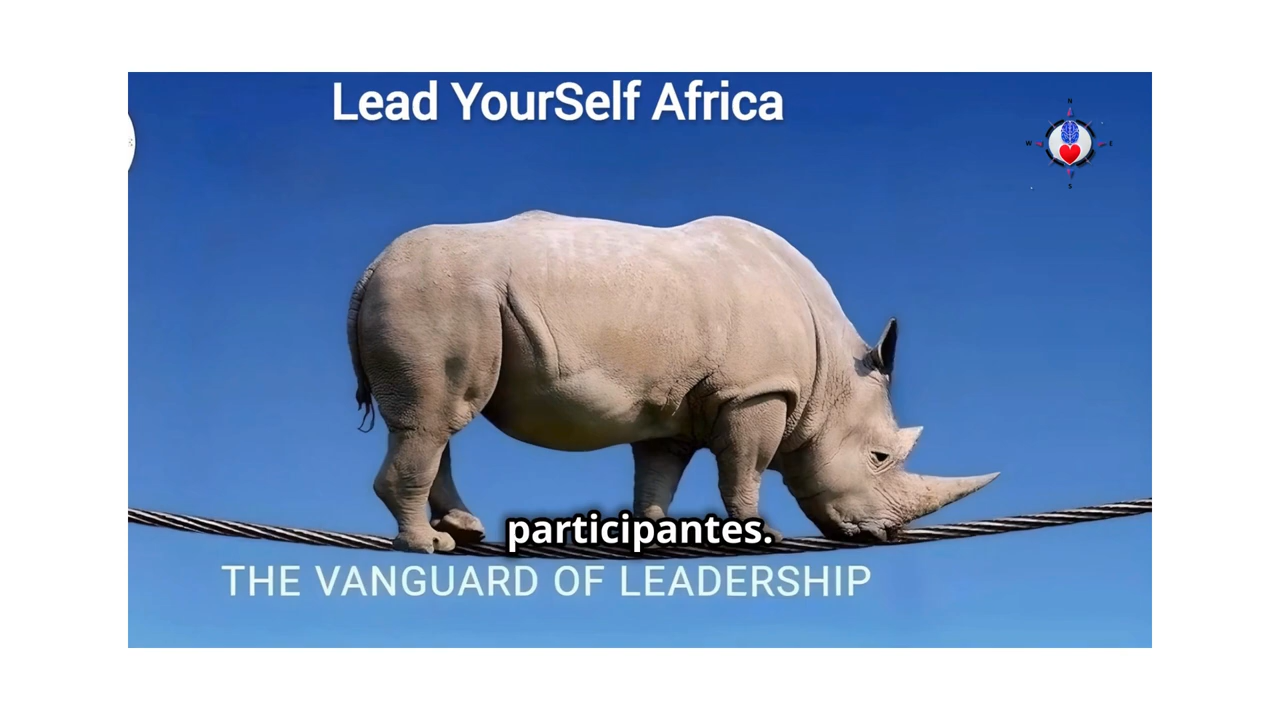 Lead YourSelf Africa
N
W
E
S
participantes.
THE VANGUARD OF LEADERSHIP